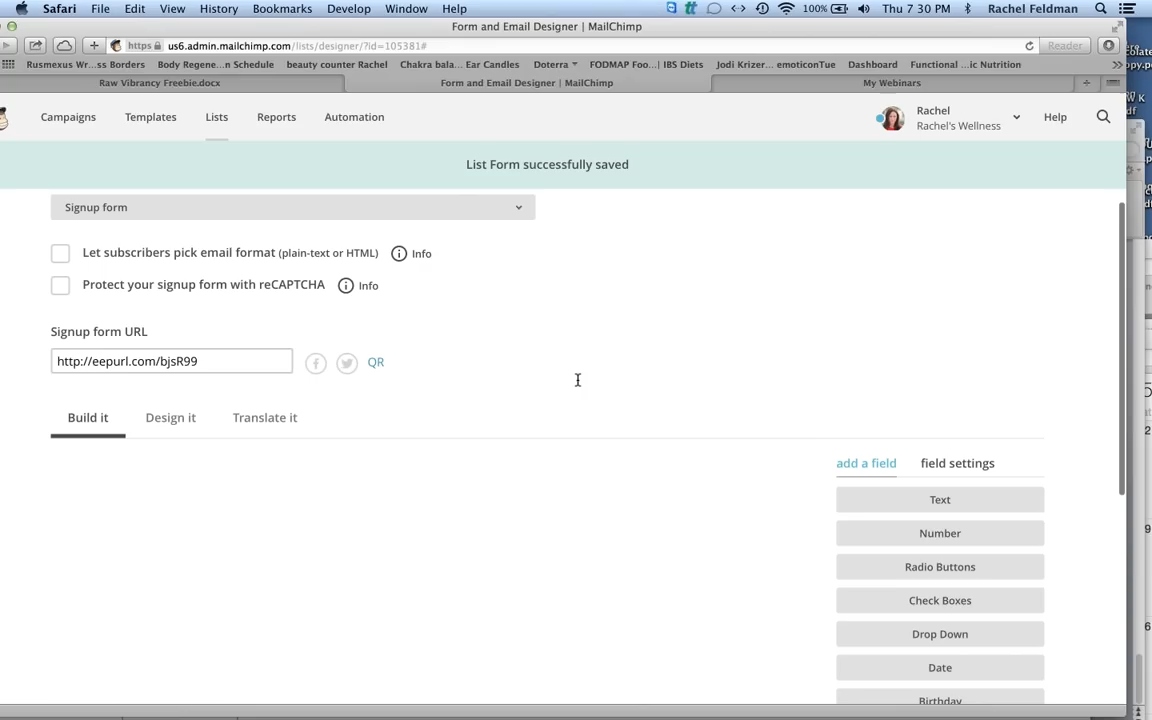 Safari File Edit View History Bookmarks Develop Window Help 100% Thu 7 30 PM Rachel Feldman
Form and Email Designer | MailChimp
https us6.admin.mailchimp.com/lists/designer/?id=105381# Reader
Rusmexus Wr...ss Borders Body Regene...n Schedule beauty counter Rachel Chakra bala... Ear Candles Doterra FODMAP Foo...| IBS Diets Jodi Krizer... emoticonTue Dashboard Functional ...ic Nutrition
Raw Vibrancy Freebie.docx Form and Email Designer | MailChimp My Webinars
Campaigns Templates Lists Reports Automation Rachel Help
Rachel's Wellness
List Form successfully saved
Signup form
Let subscribers pick email format (plain-text or HTML) Info
Protect your signup form with reCAPTCHA Info
Signup form URL
http://eepurl.com/bjsR99 QR
Build it Design it Translate it
add a field field settings
Text
Number
Radio Buttons
Check Boxes
Drop Down
Date
Birthday